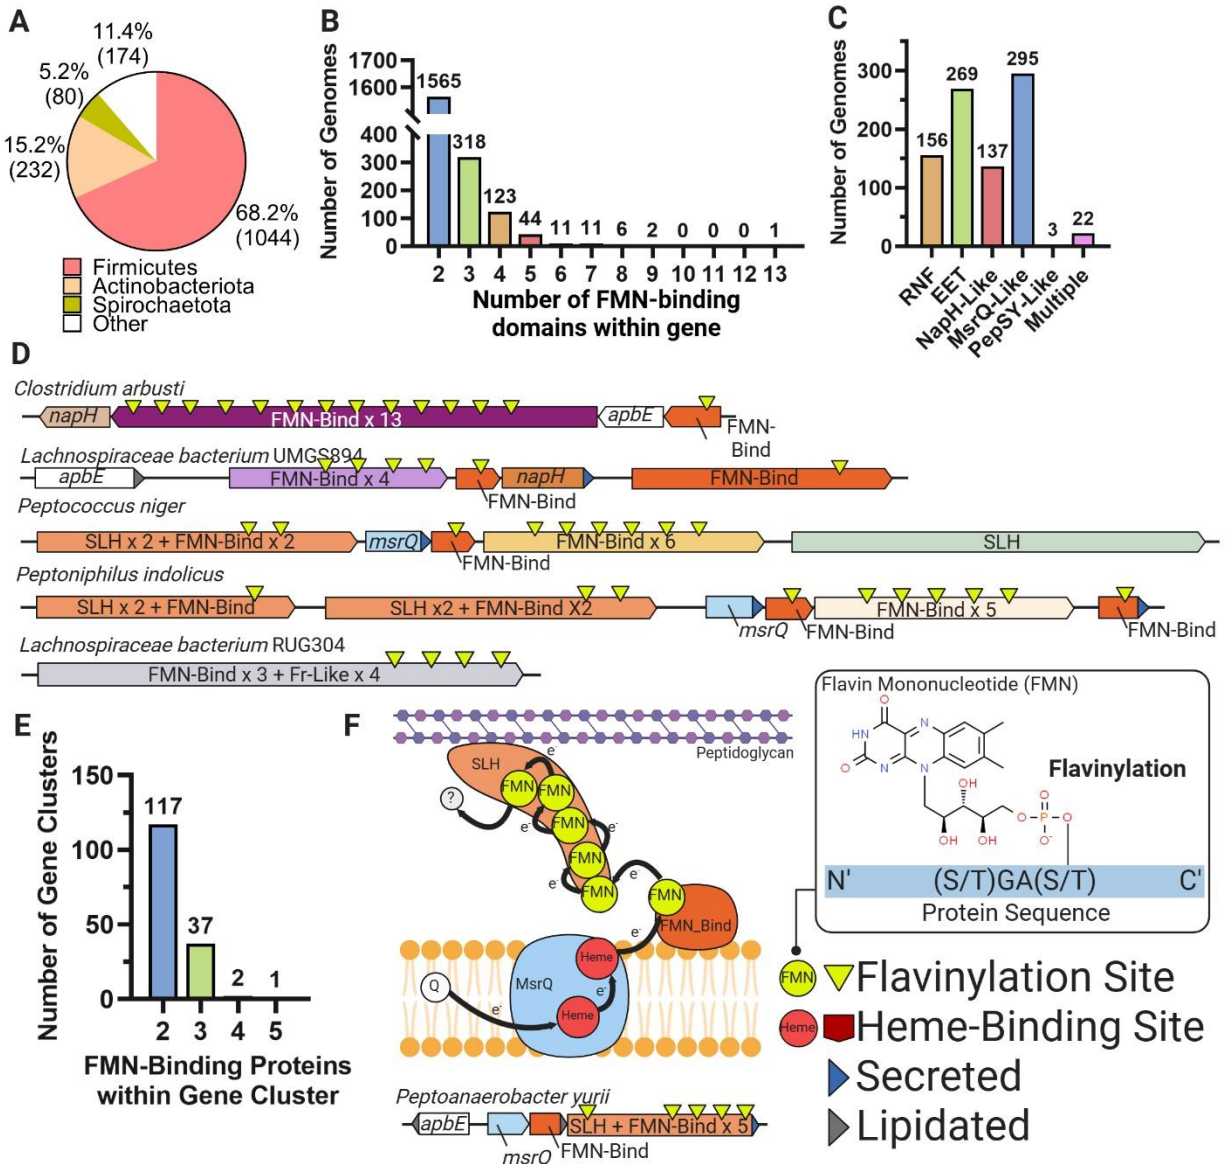 A
11.4%
(174)
5.2%
(80)
15.2%
(232)
68.2%
(1044)
Firmicutes
Actinobacteriota
Spirochaetota
Other
B
Number of Genomes
1700
1600
400
300
200
100
0
1565
318
123
44
11
11
6
2
0
0
0
1
2 3 4 5 6 7 8 9 10 11 12 13
Number of FMN-binding
domains within gene
C
Number of Genomes
300
200
100
0
156
269
137
295
3
22
RNF
EET
NapH-Like
MsrQ-Like
PepSY-Like
Multiple
D
Clostridium arbusti
napH
FMN-Bind x 13
apbE
FMN-
Bind
Lachnospiraceae bacterium UMGS894
apbE
FMN-Bind x 4
FMN-Bind
napH
FMN-Bind
Peptococcus niger
SLH x 2 + FMN-Bind x 2
msrQ
FMN-Bind
FMN-Bind x 6
SLH
Peptoniphilus indolicus
SLH x 2 + FMN-Bind
SLH x2 + FMN-Bind X2
msrQ
FMN-Bind
FMN-Bind x 5
FMN-Bind
Lachnospiraceae bacterium RUG304
FMN-Bind x 3 + Fr-Like x 4
E
Number of Gene Clusters
150
100
50
0
117
37
2
1
2 3 4 5
FMN-Binding Proteins
within Gene Cluster
F
Peptidoglycan
SLH
?
FMN
FMN
FMN
FMN
FMN
FMN
e-
e-
e-
e-
e-
e-
e-
e-
FMN_Bind
MsrQ
Heme
Heme
Q
Peptoanaerobacter yurii
apbE
msrQ
FMN-Bind
SLH + FMN-Bind x 5
Flavin Mononucleotide (FMN)
O
N
HN
O
N
N
OH
OH
OH
O
O
P
O
O-
Flavinylation
N' (S/T)GA(S/T) C'
Protein Sequence
FMN Flavinylation Site
Heme Heme-Binding Site
Secreted
Lipidated